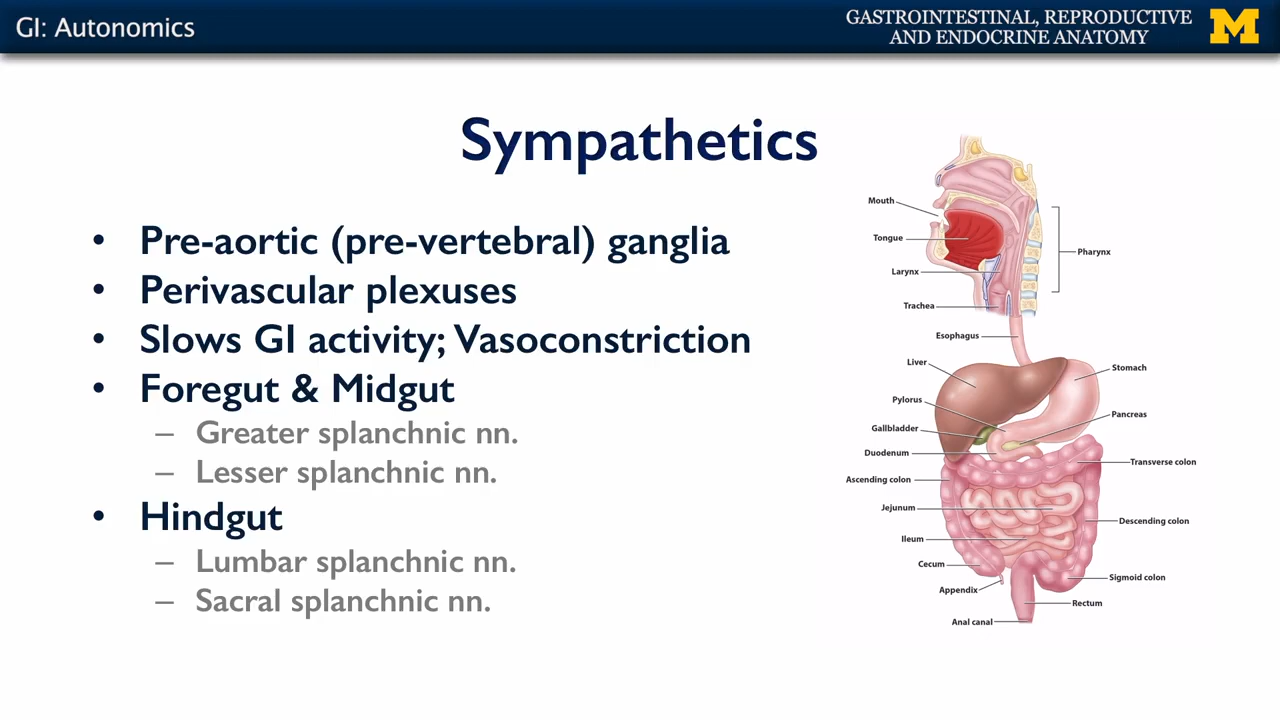 GI: Autonomics
GASTROINTESTINAL, REPRODUCTIVE
AND ENDOCRINE ANATOMY
M
Sympathetics
• Pre-aortic (pre-vertebral) ganglia
• Perivascular plexuses
• Slows GI activity; Vasoconstriction
• Foregut & Midgut
– Greater splanchnic nn.
– Lesser splanchnic nn.
• Hindgut
– Lumbar splanchnic nn.
– Sacral splanchnic nn.
Mouth
Tongue
Larynx
Pharynx
Trachea
Esophagus
Liver
Stomach
Pylorus
Pancreas
Gallbladder
Duodenum
Transverse colon
Ascending colon
Jejunum
Descending colon
Ileum
Cecum
Sigmoid colon
Appendix
Rectum
Anal canal